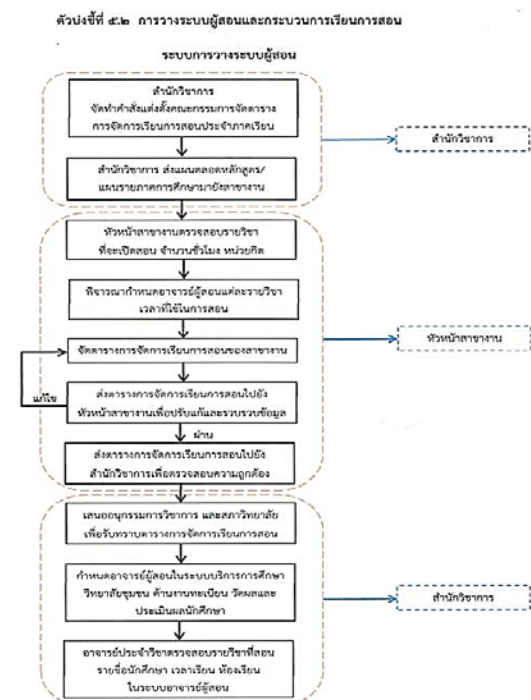 ตัวบ่งชี้ที่ ๕.๒ การวางระบบผู้สอนและกระบวนการเรียนการสอน
ระบบการวางระบบผู้สอน
สำนักวิชาการ
จัดทำคำสั่งแต่งตั้งคณะกรรมการจัดตาราง
การจัดการเรียนการสอนประจำภาคเรียน
สำนักวิชาการ
สำนักวิชาการ ส่งแผนตลอดหลักสูตร/
แผนรายภาคการศึกษามายังสาขางาน
หัวหน้าสาขางานตรวจสอบรายวิชา
ที่จะเปิดสอน จำนวนชั่วโมง หน่วยกิต
พิจารณากำหนดอาจารย์ผู้สอนแต่ละรายวิชา
เวลาที่ใช้ในการสอน
จัดตารางการจัดการเรียนการสอนของสาขางาน
หัวหน้าสาขางาน
แก้ไข
ส่งตารางการจัดการเรียนการสอนไปยัง
หัวหน้าสาขางานเพื่อปรับแก้และรวบรวมข้อมูล
ผ่าน
ส่งตารางการจัดการเรียนการสอนไปยัง
สำนักวิชาการเพื่อตรวจสอบความถูกต้อง
เสนออนุกรรมการวิชาการ และสภาวิทยาลัย
เพื่อรับทราบตารางการจัดการเรียนการสอน
กำหนดอาจารย์ผู้สอนในระบบบริการการศึกษา
วิทยาลัยชุมชน ด้านงานทะเบียน วัดผลและ
ประเมินผลนักศึกษา
สำนักวิชาการ
อาจารย์ประจำวิชาตรวจสอบรายวิชาที่สอน
รายชื่อนักศึกษา เวลาเรียน ห้องเรียน
ในระบบอาจารย์ผู้สอน